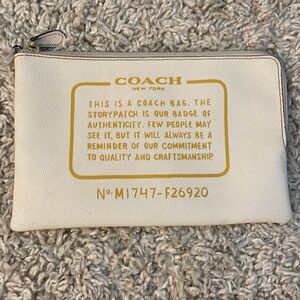 COACH
NEW YORK
THIS IS A COACH BAG. THE
STORYPATCH IS OUR BADGE OF
AUTHENTICITY. FEW PEOPLE MAY
SEE IT, BUT IT WILL ALWAYS BE A
REMINDER OF OUR COMMITMENT
TO QUALITY AND CRAFTSMANSHIP.
Nº M1747-F26920